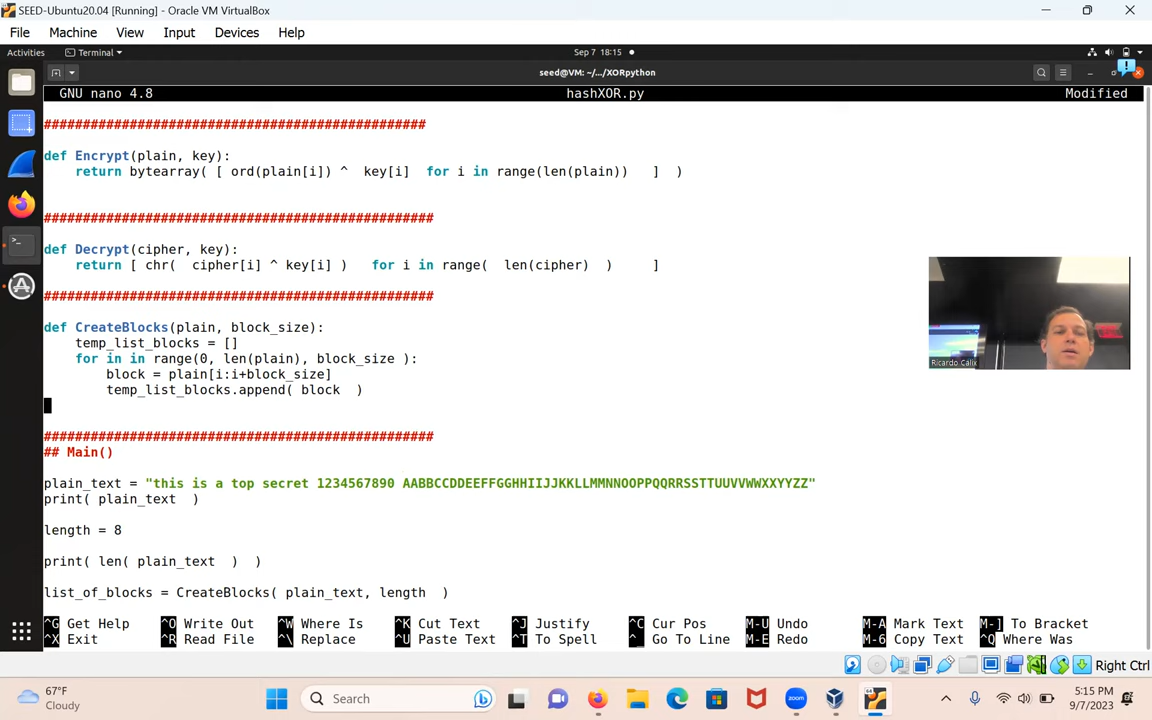 SEED-Ubuntu20.04 [Running] - Oracle VM VirtualBox
File Machine View Input Devices Help
Activities Terminal Sep 7 18:15
seed@VM: ~/.../XORpython
GNU nano 4.8 hashXOR.py Modified
#################################################
def Encrypt(plain, key):
return bytearray( [ ord(plain[i]) ^ key[i] for i in range(len(plain)) ] )
##################################################
def Decrypt(cipher, key):
return [ chr( cipher[i] ^ key[i] ) for i in range( len(cipher) ) ]
##################################################
def CreateBlocks(plain, block_size):
temp_list_blocks = []
for in in range(0, len(plain), block_size ):
block = plain[i:i+block_size]
temp_list_blocks.append( block )
##################################################
## Main()
plain_text = "this is a top secret 1234567890 AABBCCDDEEFFGGHHIIJJKKLLMMNNOOPPQQRRSSTTUUVVWWXXYYZZ"
print( plain_text )
length = 8
print( len( plain_text ) )
list_of_blocks = CreateBlocks( plain_text, length )
^G Get Help ^O Write Out ^W Where Is ^K Cut Text ^J Justify ^C Cur Pos M-U Undo M-A Mark Text M-] To Bracket
^X Exit ^R Read File ^\ Replace ^U Paste Text ^T To Spell ^_ Go To Line M-E Redo M-6 Copy Text ^Q Where Was
Ricardo Calix
Right Ctrl
67°F
Cloudy
Search
5:15 PM
9/7/2023